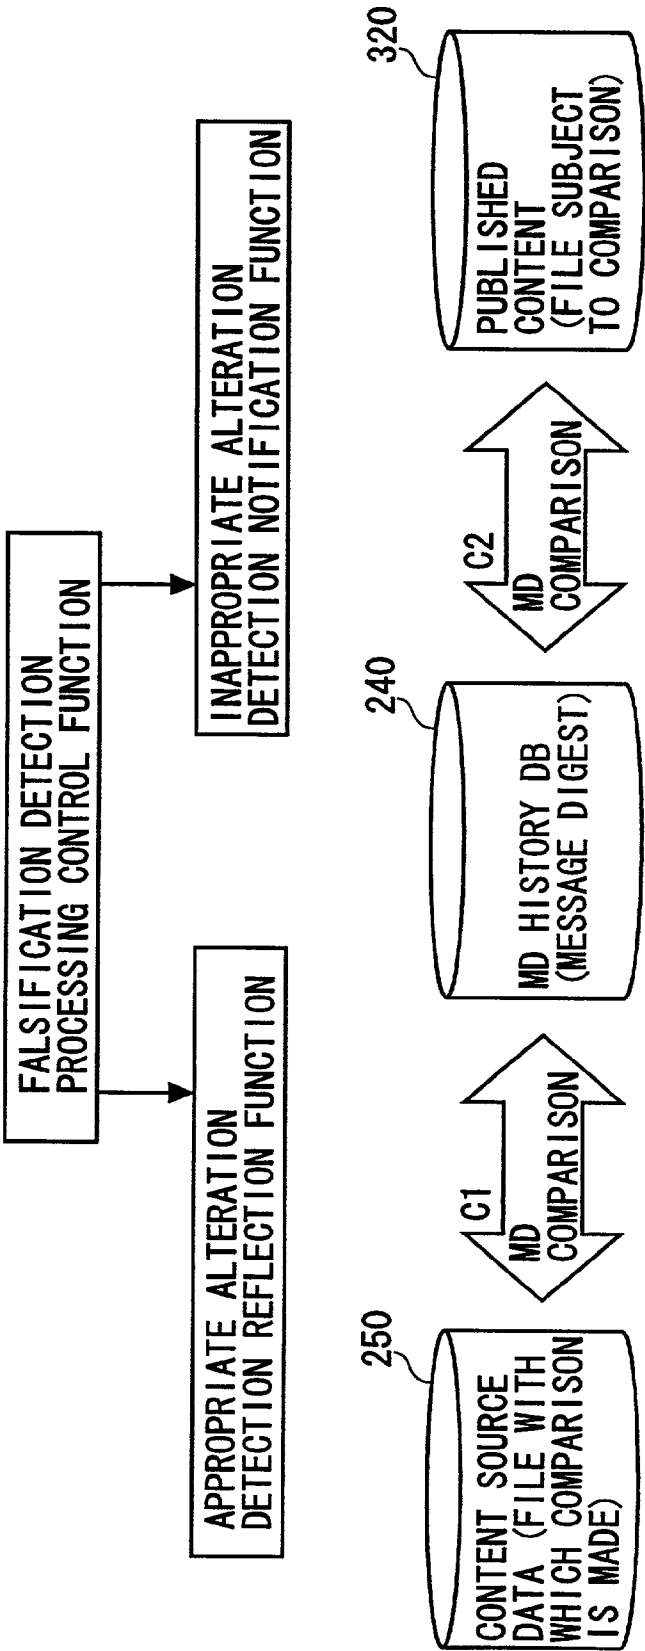 FALSIFICATION DETECTION
PROCESSING CONTROL FUNCTION
APPROPRIATE ALTERATION
DETECTION REFLECTION FUNCTION
INAPPROPRIATE ALTERATION
DETECTION NOTIFICATION FUNCTION
250
CONTENT SOURCE
DATA (FILE WITH
WHICH COMPARISON
IS MADE)
C1
MD
COMPARISON
240
MD HISTORY DB
(MESSAGE DIGEST)
C2
MD
COMPARISON
320
PUBLISHED
CONTENT
(FILE SUBJECT
TO COMPARISON)